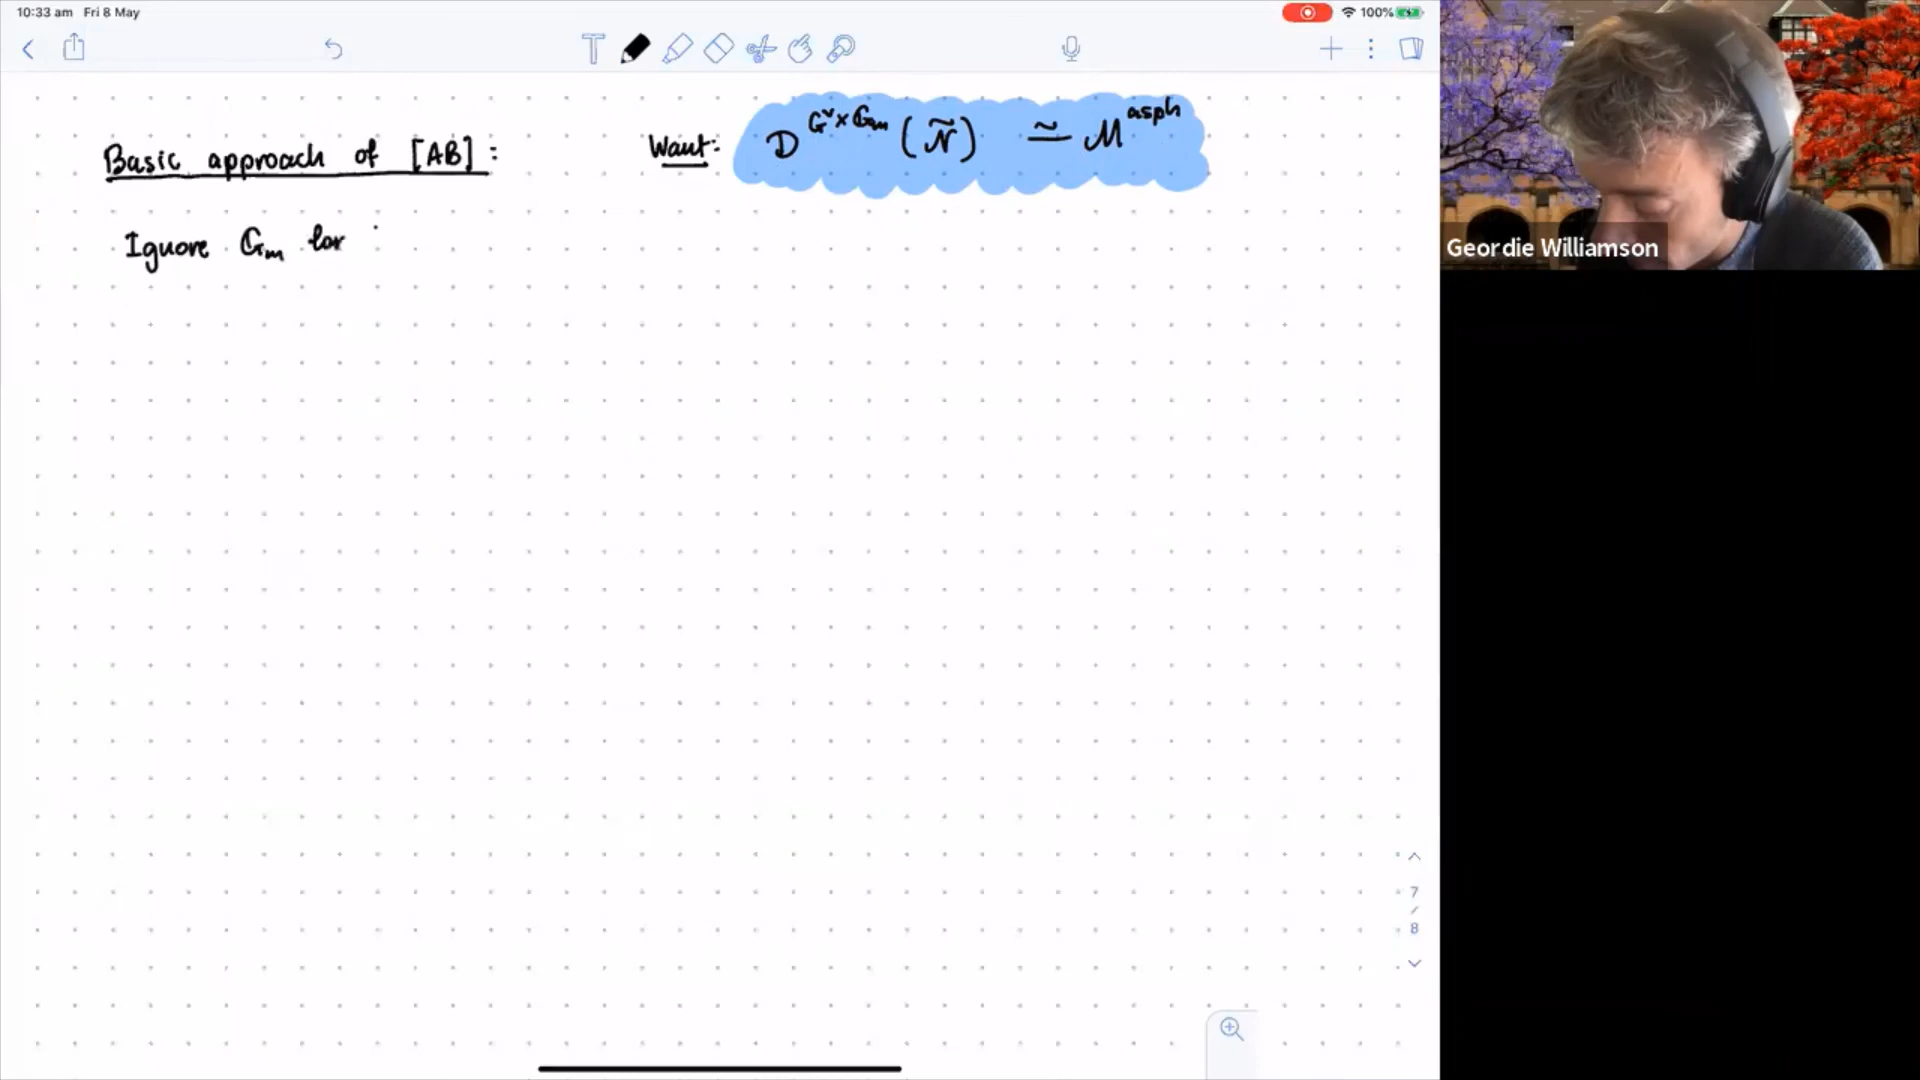 10:33 am Fri 8 May
100%
Basic approach of [AB]:
Want: D^{G^∨ × G_m} (Ñ) ≃ M^{asph}
Ignore G_m for
Geordie Williamson
7
/
8